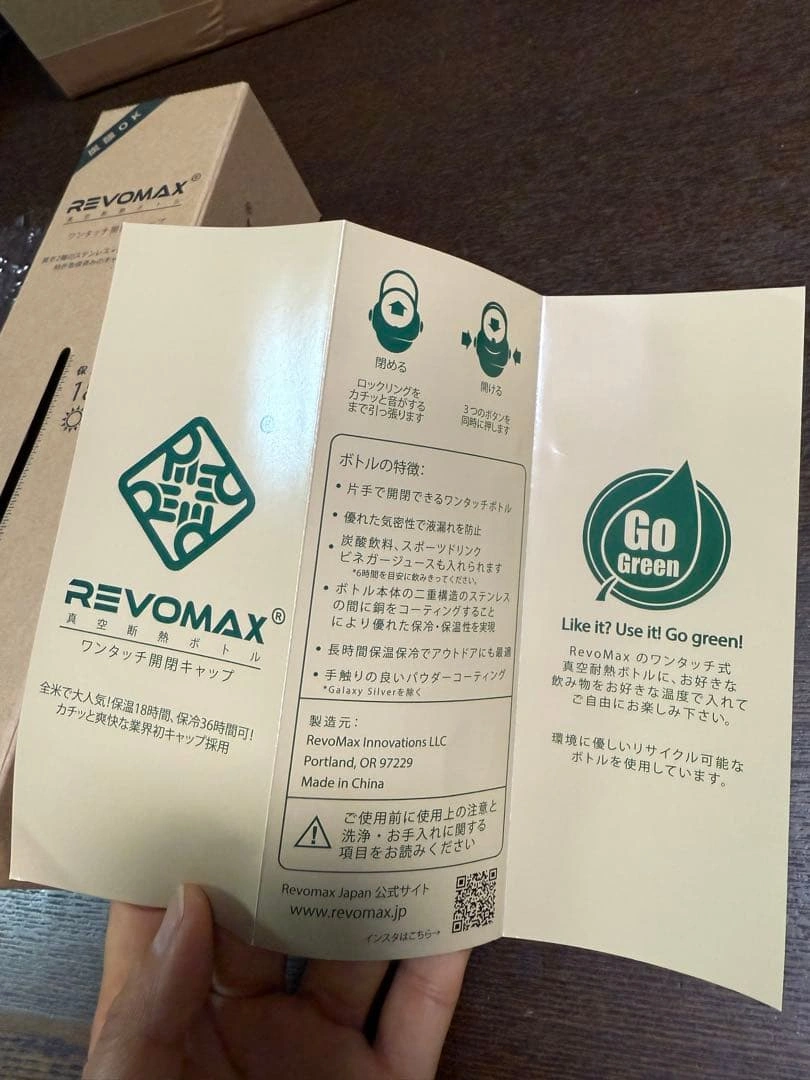 炭酸OK
REVOMAX®
真空断熱ボトル
保
REVOMAX®
真空断熱ボトル
ワンタッチ開閉キャップ
全米で大人気!保温18時間、保冷36時間可!
カチッと爽快な業界初キャップ採用
閉める
ロックリングを
カチッと音がする
まで引っ張ります
開ける
3つのボタンを
同時に押します
ボトルの特徴:
• 片手で開閉できるワンタッチボトル
• 優れた気密性で液漏れを防止
• 炭酸飲料、スポーツドリンク
ビネガージュースも入れられます
*6時間を目安に飲みきってください。
• ボトル本体の二重構造のステンレス
の間に銅をコーティングすること
により優れた保冷・保温性を実現
• 長時間保温保冷でアウトドアにも最適
• 手触りの良いパウダーコーティング
*Galaxy Silverを除く
製造元:
RevoMax Innovations LLC
Portland, OR 97229
Made in China
ご使用前に使用上の注意と
洗浄・お手入れに関する
項目をお読みください
Revomax Japan 公式サイト
www.revomax.jp
インスタはこちら→
Go
Green
Like it? Use it! Go green!
RevoMax のワンタッチ式
真空耐熱ボトルに、お好きな
飲み物をお好きな温度で入れて
ご自由にお楽しみ下さい。
環境に優しいリサイクル可能な
ボトルを使用しています。